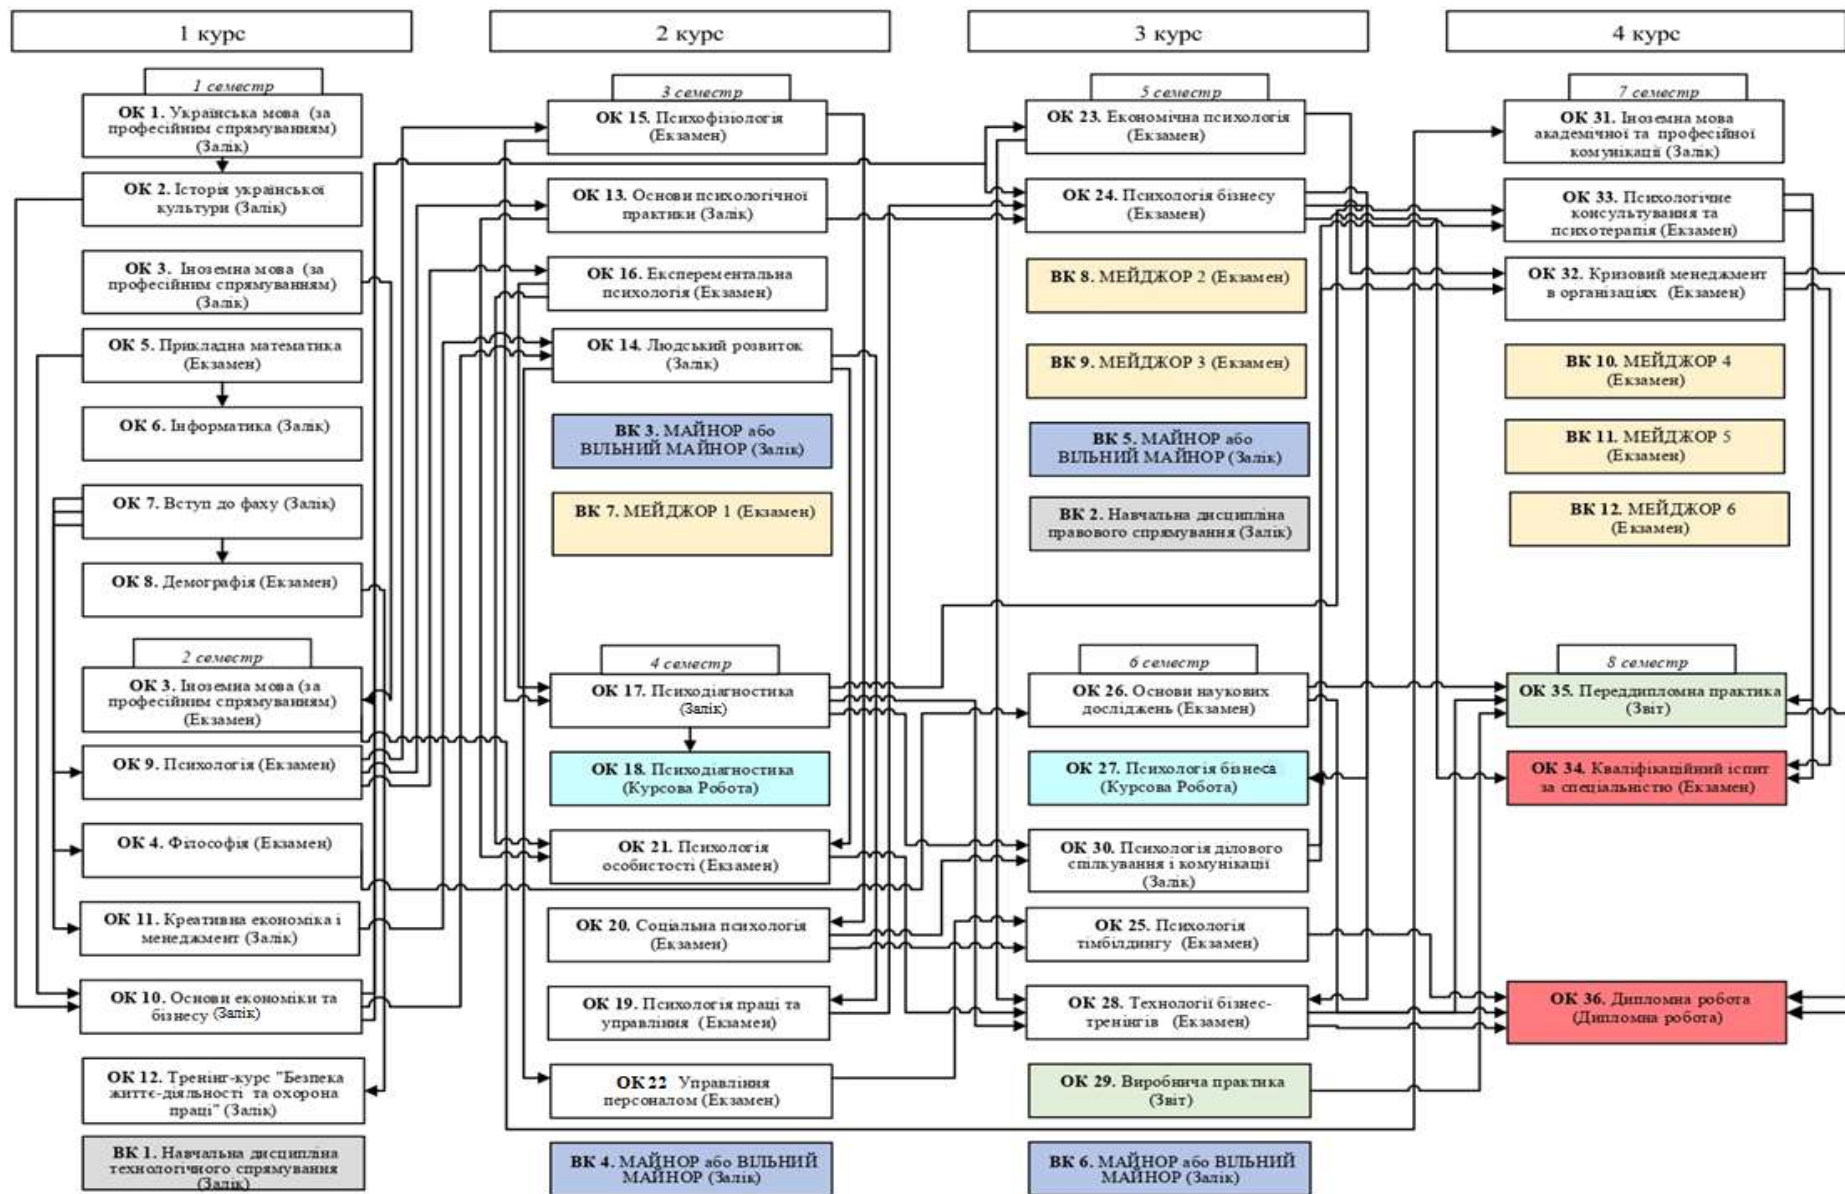 1 курс
1 семестр
ОК 1. Українська мова (за
професійним спрямуванням)
(Залік)
ОК 2. Історія української
культури (Залік)
ОК 3. Іноземна мова (за
професійним спрямуванням)
(Залік)
ОК 5. Прикладна математика
(Екзамен)
ОК 6. Інформатика (Залік)
ОК 7. Вступ до фаху (Залік)
ОК 8. Демографія (Екзамен)
2 семестр
ОК 3. Іноземна мова (за
професійним спрямуванням)
(Екзамен)
ОК 9. Психологія (Екзамен)
ОК 4. Філософія (Екзамен)
ОК 11. Креативна економіка і
менеджмент (Залік)
ОК 10. Основи економіки та
бізнесу (Залік)
ОК 12. Тренінг-курс "Безпека
життє-діяльності та охорона
праці" (Залік)
ВК 1. Навчальна дисципліна
технологічного спрямування
(Залік)
2 курс
3 семестр
ОК 15. Психофізіологія
(Екзамен)
ОК 13. Основи психологічної
практики (Залік)
ОК 16. Експерементальна
психологія (Екзамен)
ОК 14. Людський розвиток
(Залік)
ВК 3. МАЙНОР або
ВІЛЬНИЙ МАЙНОР (Залік)
ВК 7. МЕЙДЖОР 1 (Екзамен)
4 семестр
ОК 17. Психодіагностика
(Залік)
ОК 18. Психодіагностика
(Курсова Робота)
ОК 21. Психологія
особистості (Екзамен)
ОК 20. Соціальна психологія
(Екзамен)
ОК 19. Психологія праці та
управління (Екзамен)
ОК 22 Управління
персоналом (Екзамен)
ВК 4. МАЙНОР або ВІЛЬНИЙ
МАЙНОР (Залік)
3 курс
5 семестр
ОК 23. Економічна психологія
(Екзамен)
ОК 24. Психологія бізнесу
(Екзамен)
ВК 8. МЕЙДЖОР 2 (Екзамен)
ВК 9. МЕЙДЖОР 3 (Екзамен)
ВК 5. МАЙНОР або
ВІЛЬНИЙ МАЙНОР (Залік)
ВК 2. Навчальна дисципліна
правового спрямування (Залік)
6 семестр
ОК 26. Основи наукових
досліджень (Екзамен)
ОК 27. Психологія бізнеса
(Курсова Робота)
ОК 30. Психологія ділового
спілкування і комунікації
(Залік)
ОК 25. Психологія
тімбілдингу (Екзамен)
ОК 28. Технології бізнес-
тренінгів (Екзамен)
ОК 29. Виробнича практика
(Звіт)
ВК 6. МАЙНОР або ВІЛЬНИЙ
МАЙНОР (Залік)
4 курс
7 семестр
ОК 31. Іноземна мова
академічної та професійної
комунікації (Залік)
ОК 33. Психологічне
консультування та
психотерапія (Екзамен)
ОК 32. Кризовий менеджмент
в організаціях (Екзамен)
ВК 10. МЕЙДЖОР 4
(Екзамен)
ВК 11. МЕЙДЖОР 5
(Екзамен)
ВК 12. МЕЙДЖОР 6
(Екзамен)
8 семестр
ОК 35. Переддипломна практика
(Звіт)
ОК 34. Кваліфікаційний іспит
за спеціальністю (Екзамен)
ОК 36. Дипломна робота
(Дипломна робота)